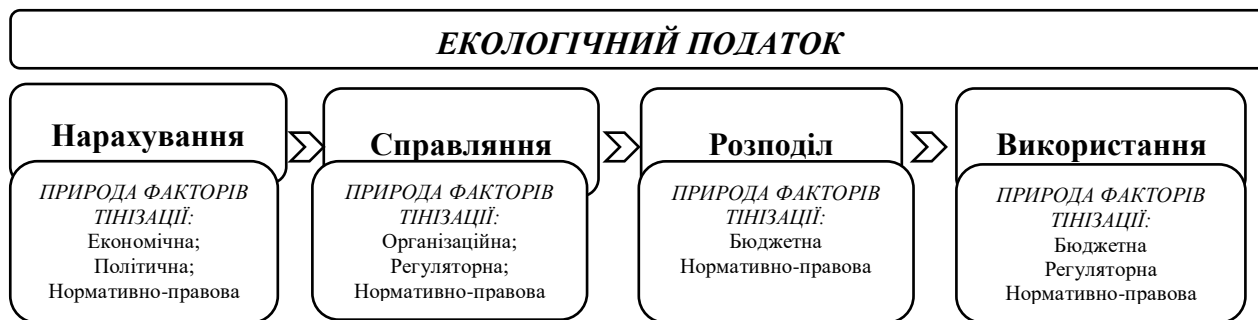 ЕКОЛОГІЧНИЙ ПОДАТОК
Нарахування
ПРИРОДА ФАКТОРІВ
ТІНІЗАЦІЇ:
Економічна;
Політична;
Нормативно-правова
Справляння
ПРИРОДА ФАКТОРІВ
ТІНІЗАЦІЇ:
Організаційна;
Регуляторна;
Нормативно-правова
Розподіл
ПРИРОДА ФАКТОРІВ
ТІНІЗАЦІЇ:
Бюджетна
Нормативно-правова
Використання
ПРИРОДА ФАКТОРІВ
ТІНІЗАЦІЇ:
Бюджетна
Регуляторна
Нормативно-правова